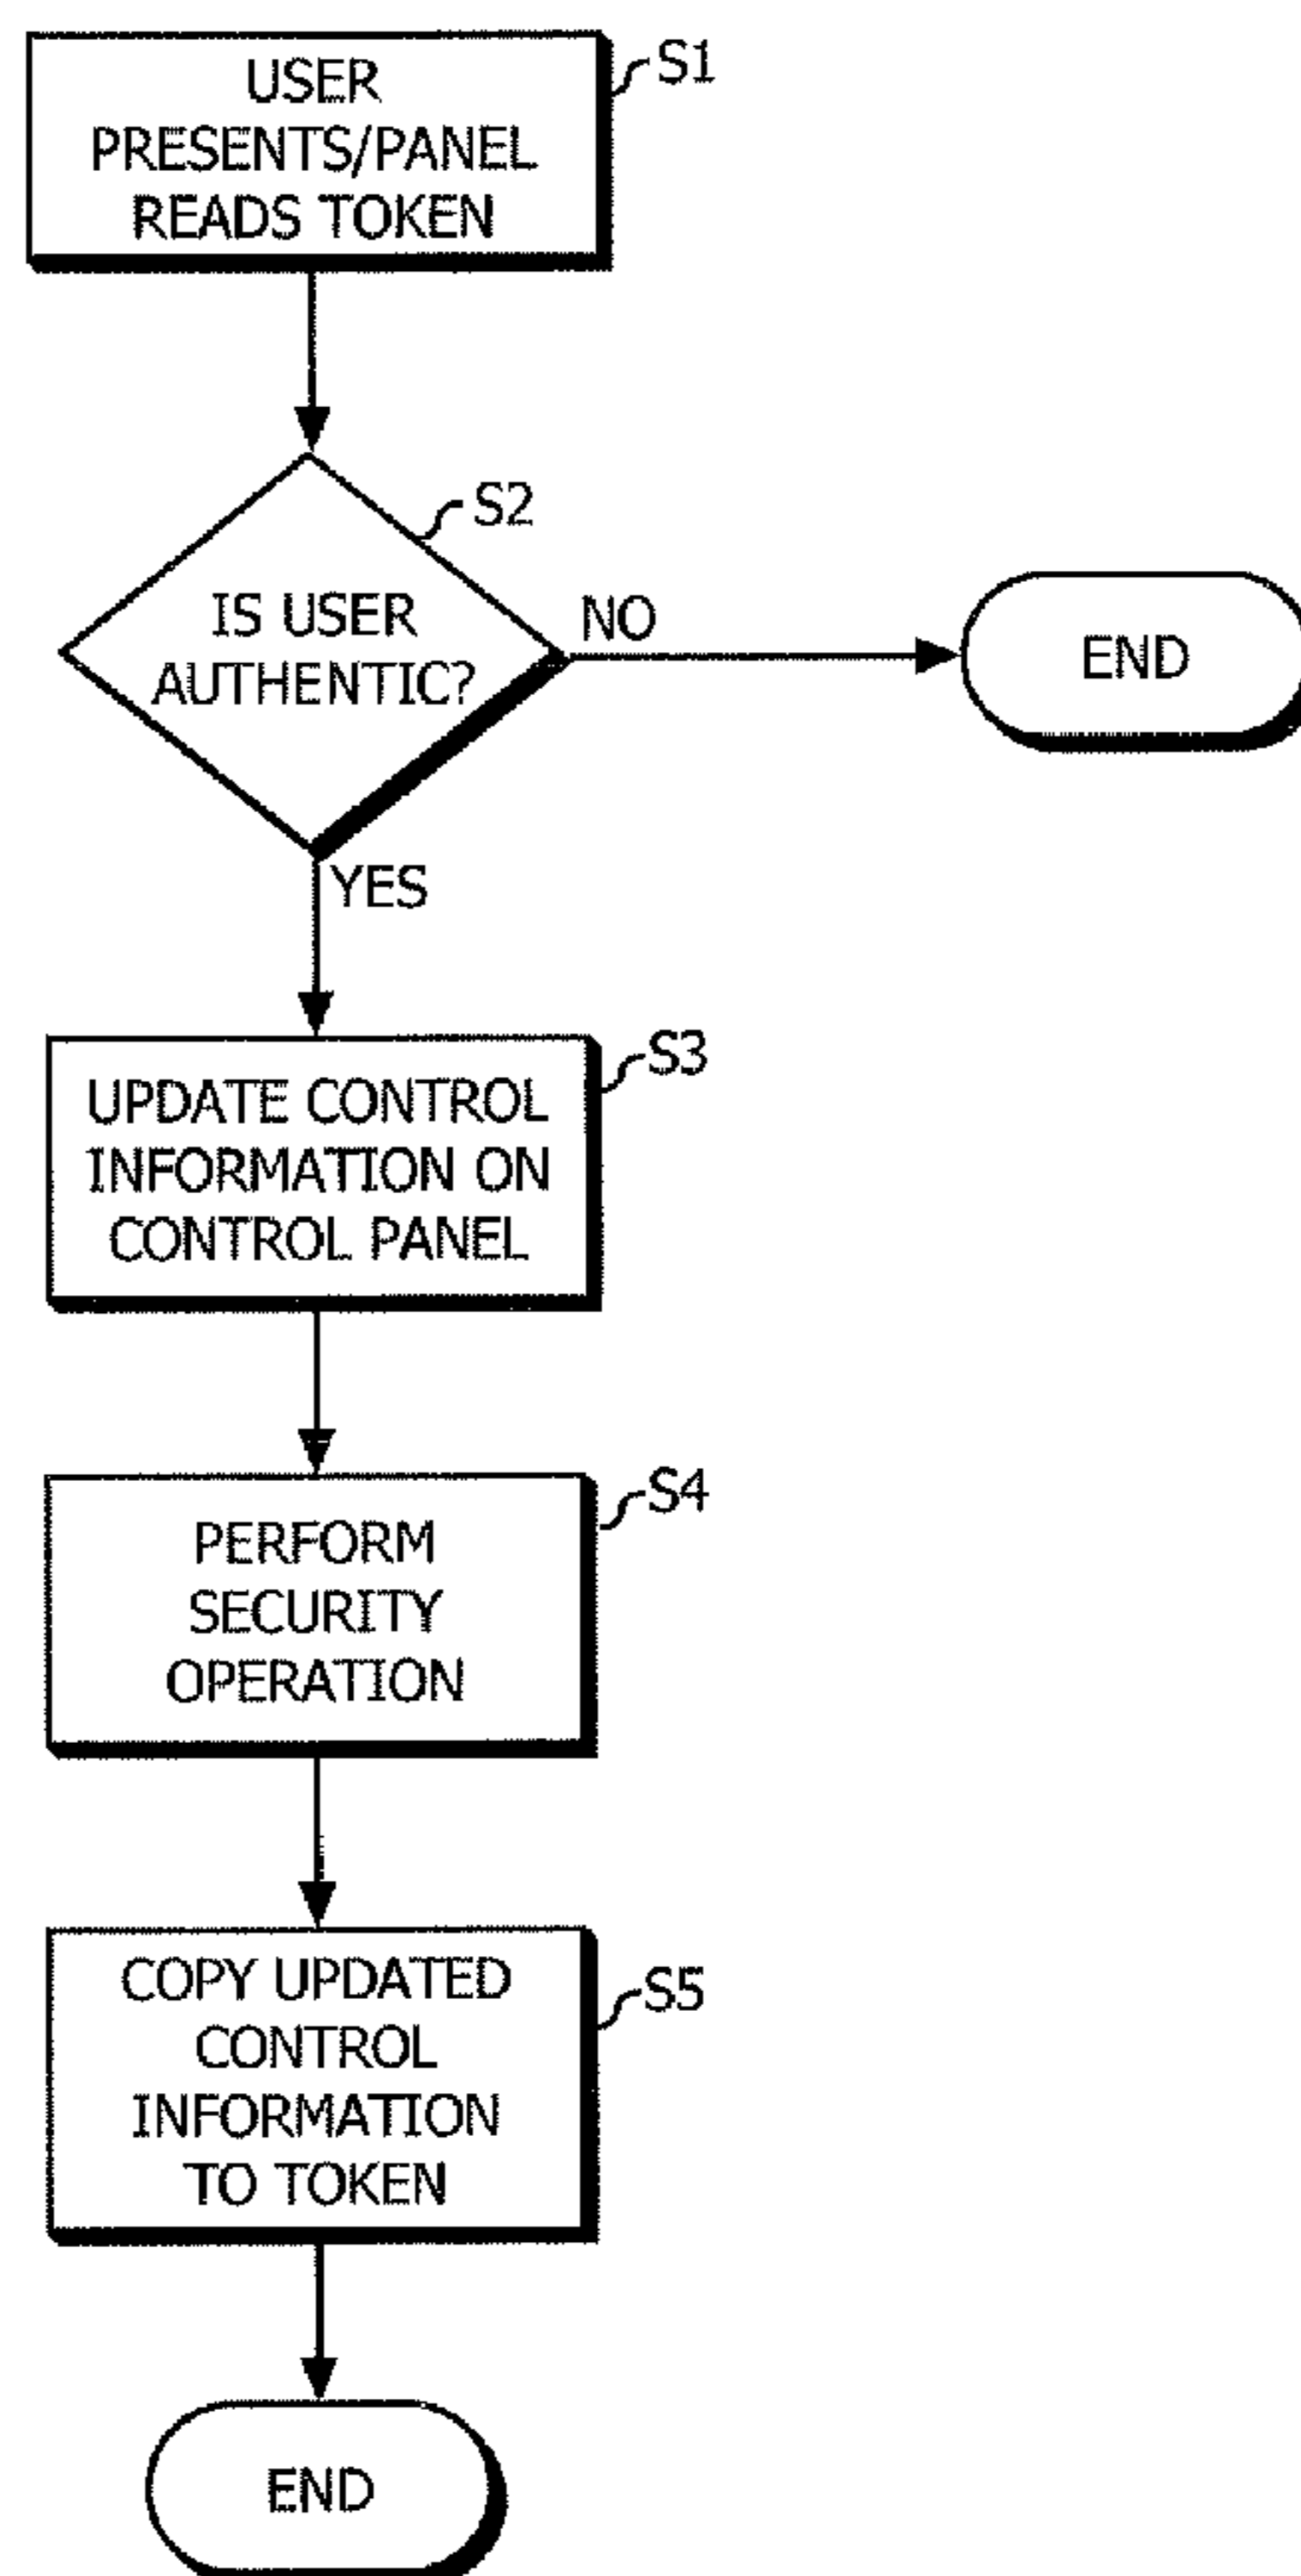 USER
PRESENTS/PANEL
READS TOKEN
S1
IS USER
AUTHENTIC?
S2
NO
END
YES
UPDATE CONTROL
INFORMATION ON
CONTROL PANEL
S3
PERFORM
SECURITY
OPERATION
S4
COPY UPDATED
CONTROL
INFORMATION
TO TOKEN
S5
END